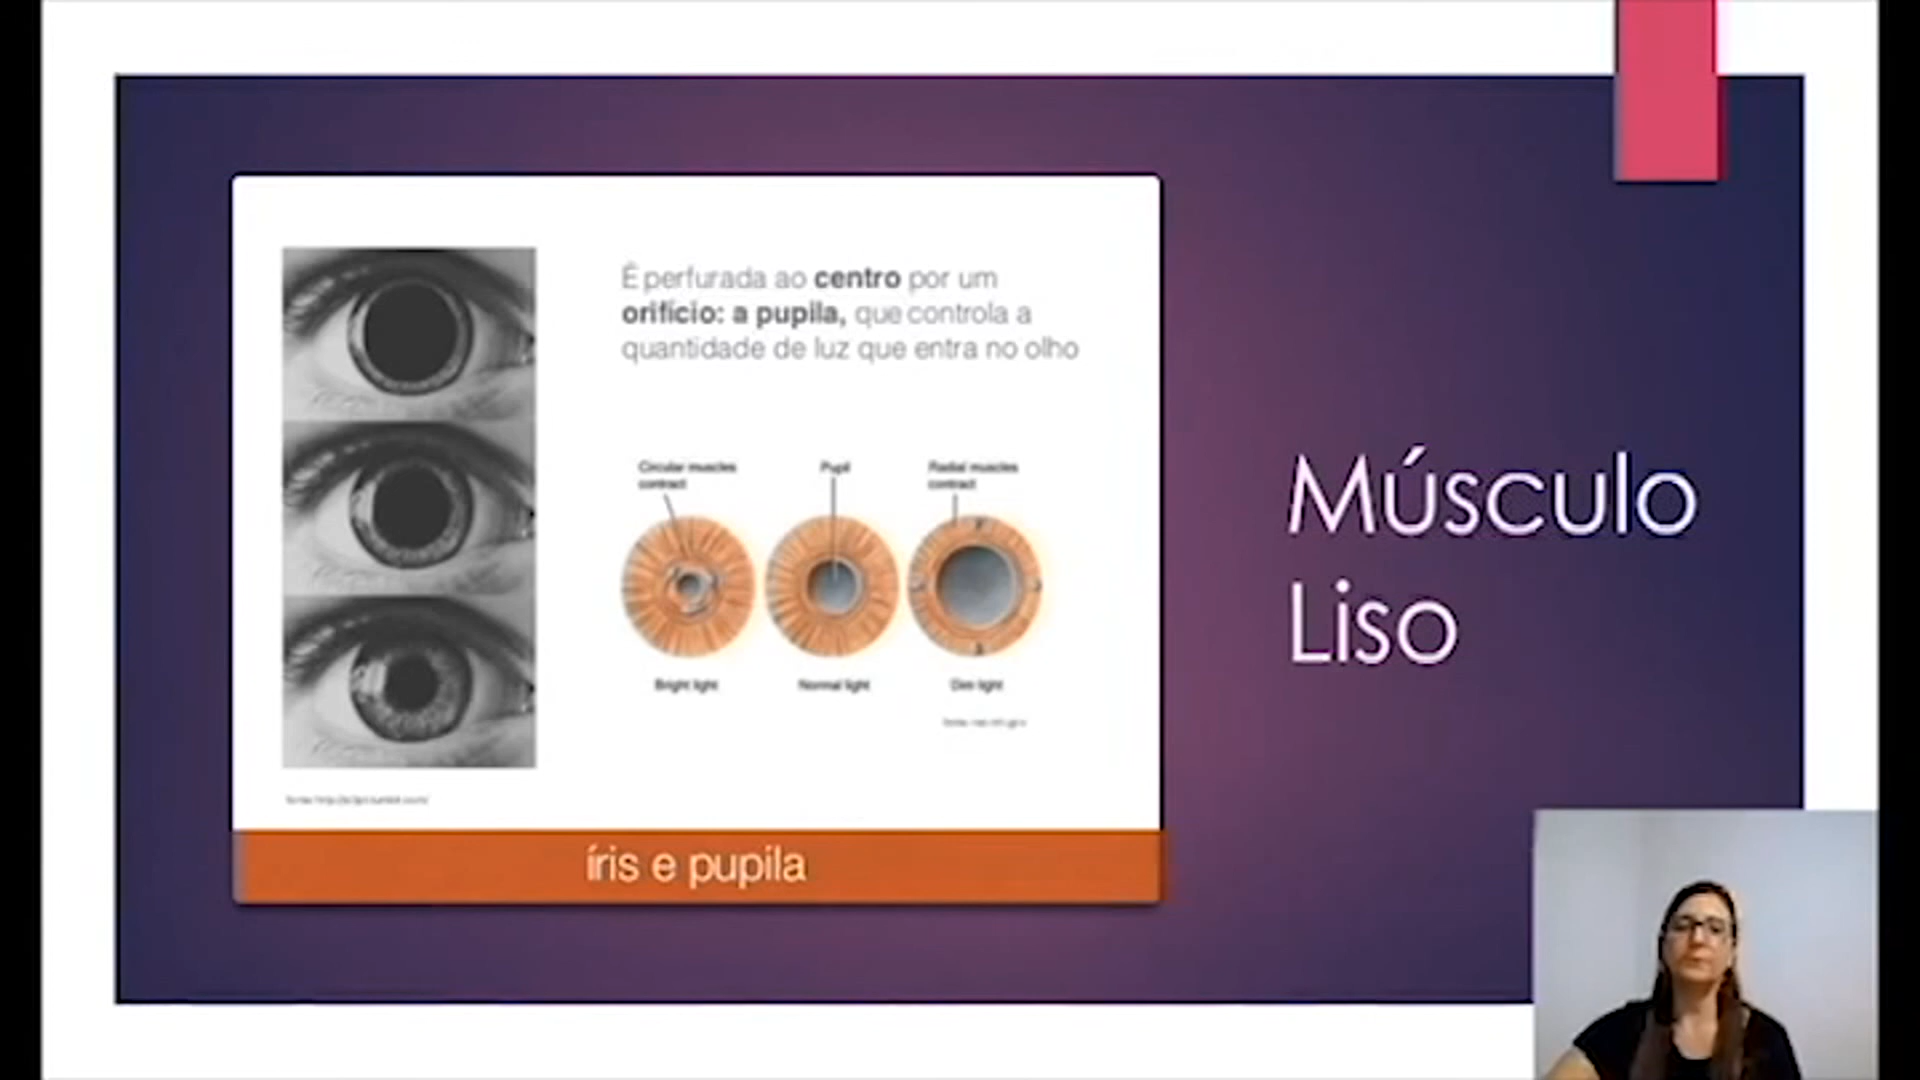 É perfurada ao centro por um
orifício: a pupila, que controla a
quantidade de luz que entra no olho
Circular muscles
contract
Pupil
Radial muscles
contract
Bright light
Normal light
Dim light
íris e pupila
Músculo
Liso